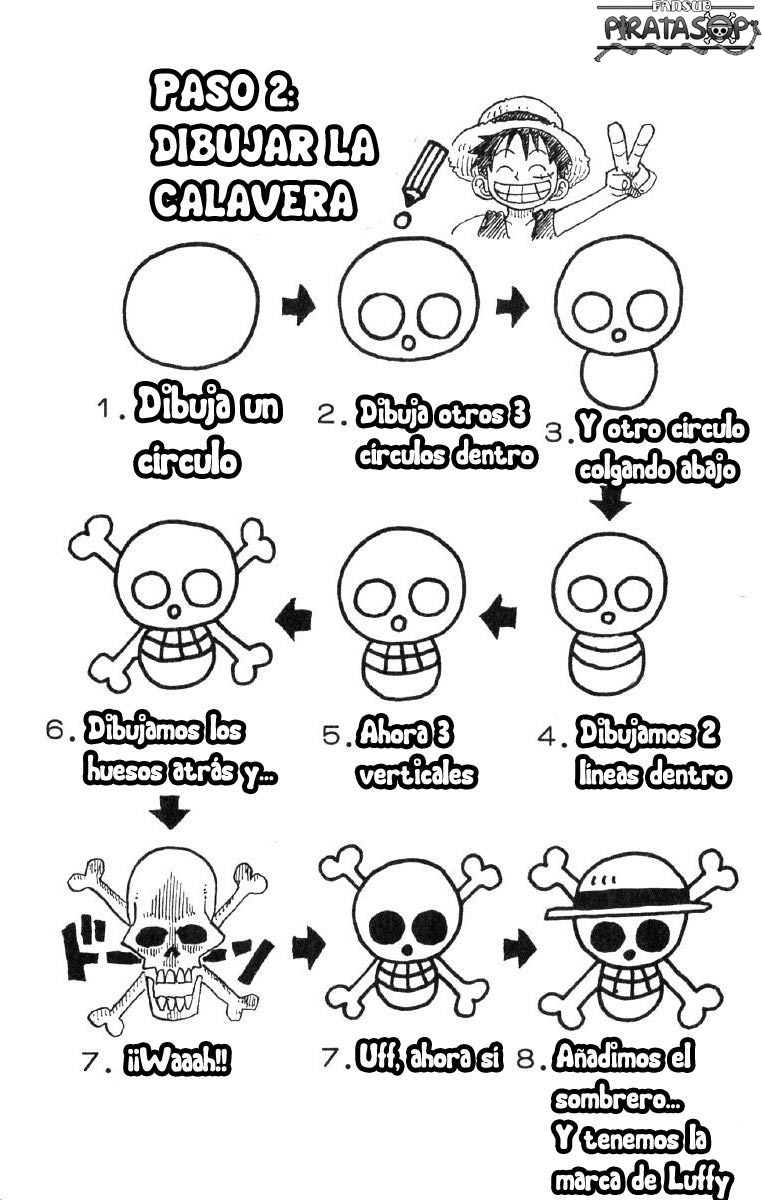 FANSUB
PIRATASOP
PASO 2:
DIBUJAR LA
CALAVERA
1. Dibuja un
círculo
2. Dibuja otros 3
círculos dentro
3. Y otro círculo
colgando abajo
6. Dibujamos los
huesos atrás y...
5. Ahora 3
verticales
4. Dibujamos 2
líneas dentro
ドーーン
7. ¡¡Waaah!!
7. Uff, ahora sí
8. Añadimos el
sombrero...
Y tenemos la
marca de Luffy